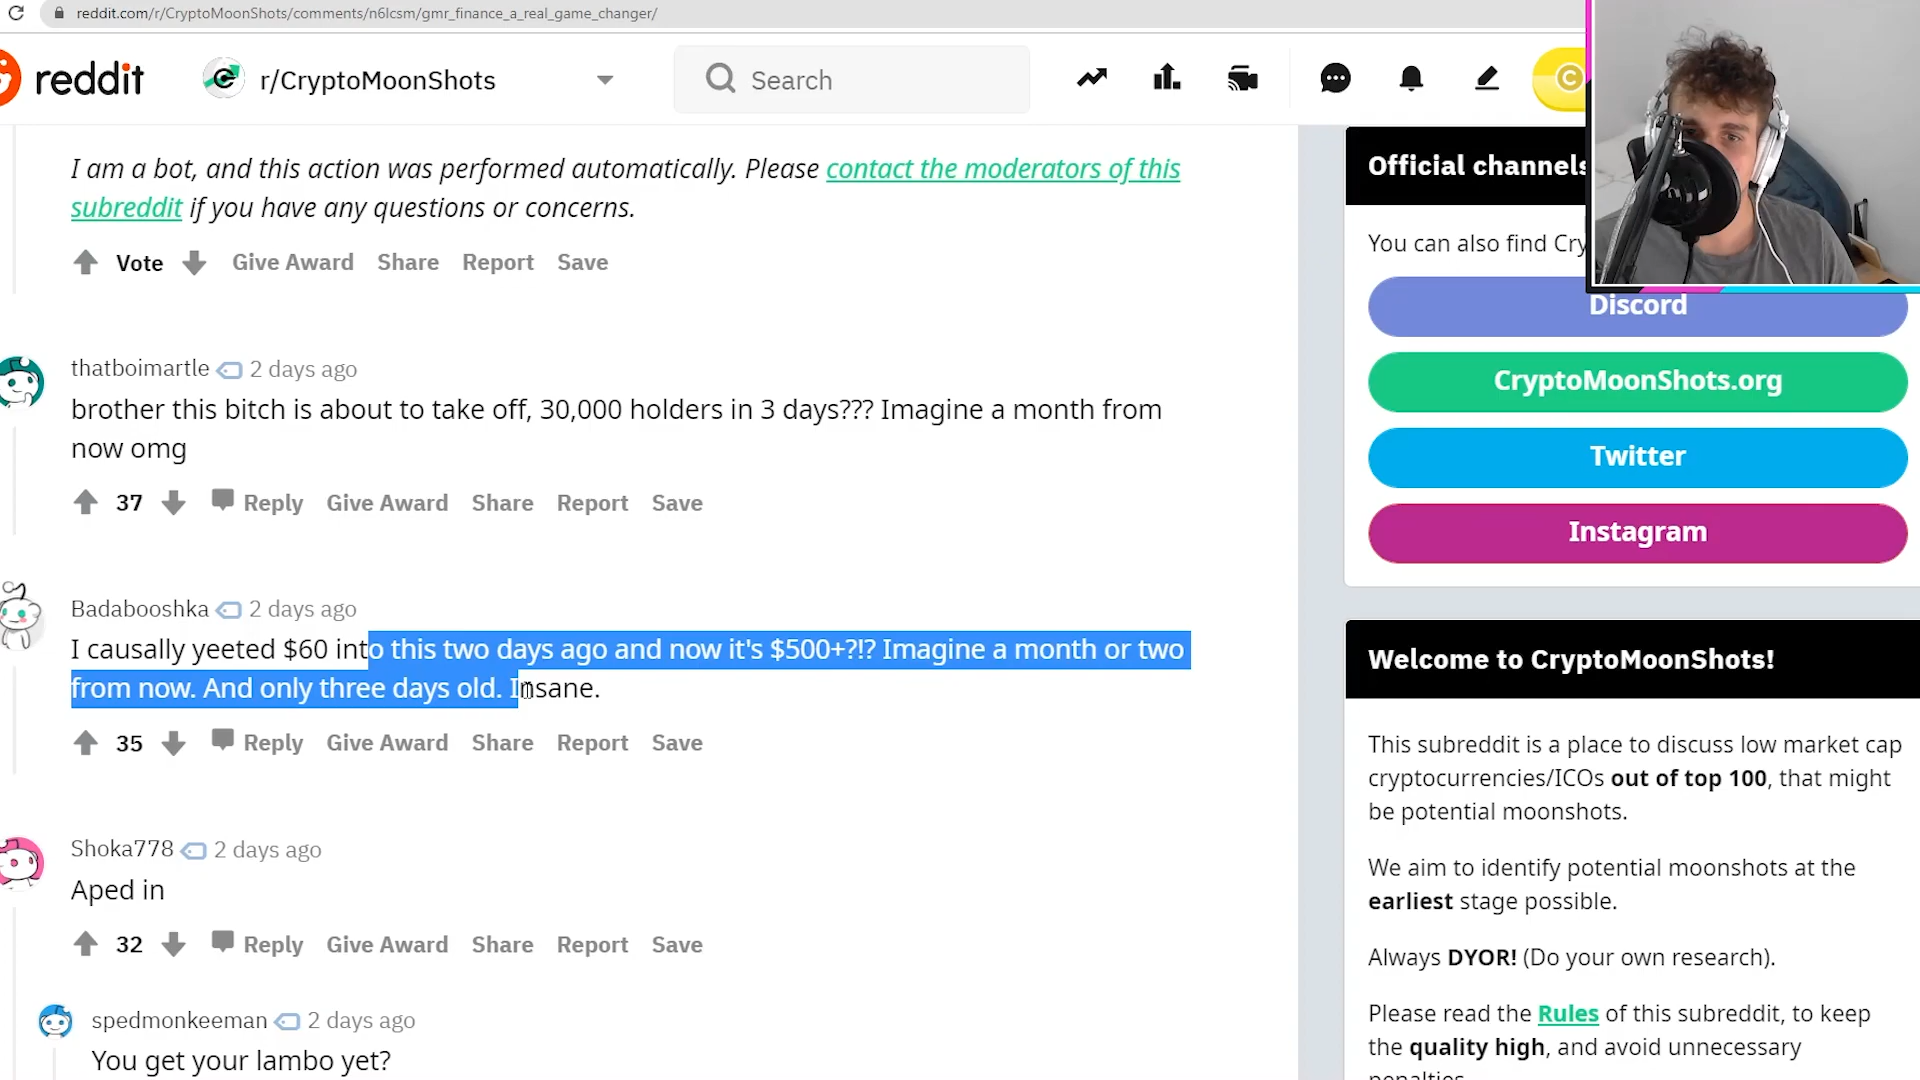 reddit.com/r/CryptoMoonShots/comments/n6lcsm/gmr_finance_a_real_game_changer/
reddit
r/CryptoMoonShots
Search
I am a bot, and this action was performed automatically. Please contact the moderators of this
subreddit if you have any questions or concerns.
Vote Give Award Share Report Save
thatboimartle 2 days ago
brother this bitch is about to take off, 30,000 holders in 3 days??? Imagine a month from
now omg
37 Reply Give Award Share Report Save
Badabooshka 2 days ago
I causally yeeted $60 into this two days ago and now it's $500+?!? Imagine a month or two
from now. And only three days old. Insane.
35 Reply Give Award Share Report Save
Shoka778 2 days ago
Aped in
32 Reply Give Award Share Report Save
spedmonkeeman 2 days ago
You get your lambo yet?
Official channels
You can also find Cry
Discord
CryptoMoonShots.org
Twitter
Instagram
Welcome to CryptoMoonShots!
This subreddit is a place to discuss low market cap
cryptocurrencies/ICOs out of top 100, that might
be potential moonshots.
We aim to identify potential moonshots at the
earliest stage possible.
Always DYOR! (Do your own research).
Please read the Rules of this subreddit, to keep
the quality high, and avoid unnecessary